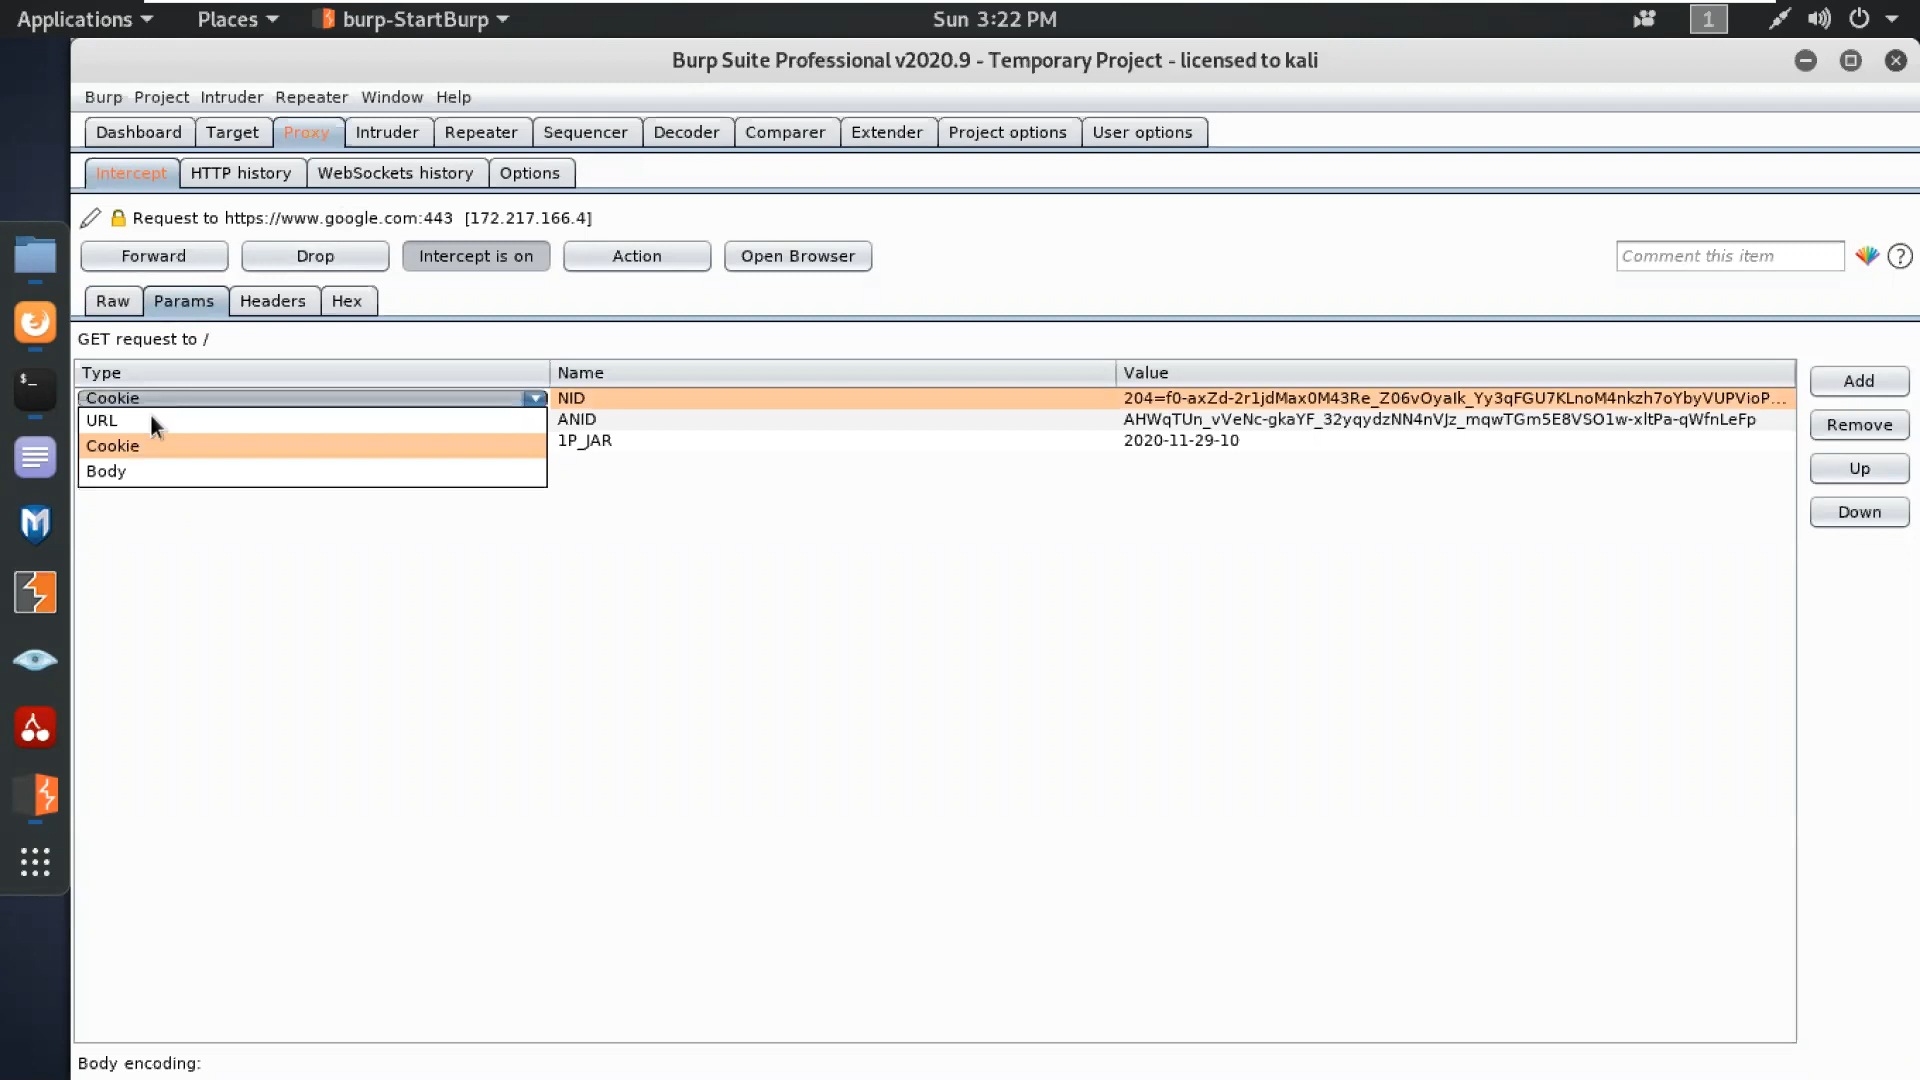 Applications Places burp-StartBurp Sun 3:22 PM 1
Burp Suite Professional v2020.9 - Temporary Project - licensed to kali
Burp Project Intruder Repeater Window Help
Dashboard Target Proxy Intruder Repeater Sequencer Decoder Comparer Extender Project options User options
Intercept HTTP history WebSockets history Options
Request to https://www.google.com:443 [172.217.166.4]
Forward Drop Intercept is on Action Open Browser Comment this item ?
Raw Params Headers Hex
GET request to /
Type Name Value
Cookie NID 204=f0-axZd-2r1jdMax0M43Re_Z06vOyaIk_Yy3qFGU7KLnoM4nkzh7oYbyVUPVioP...
URL ANID AHWqTUn_vVeNc-gkaYF_32yqydzNN4nVJz_mqwTGm5E8VSO1w-xltPa-qWfnLeFp
Cookie 1P_JAR 2020-11-29-10
Body
Add
Remove
Up
Down
Body encoding: